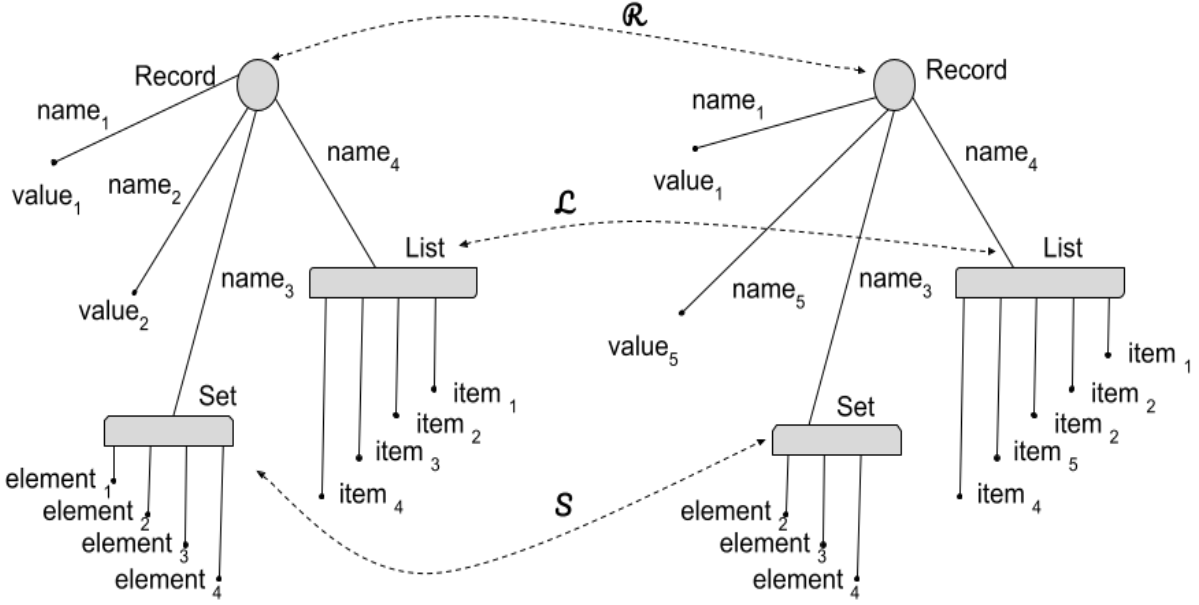 ℛ
Record
name₁
value₁
name₂
value₂
name₃
name₄
List
item ₁
item ₂
item ₃
item ₄
Set
element ₁
element ₂
element ₃
element ₄
ℒ
S
Record
name₁
value₁
name₅
value₅
name₃
name₄
List
item ₁
item ₂
item ₂
item ₅
item ₄
Set
element ₂
element ₃
element ₄